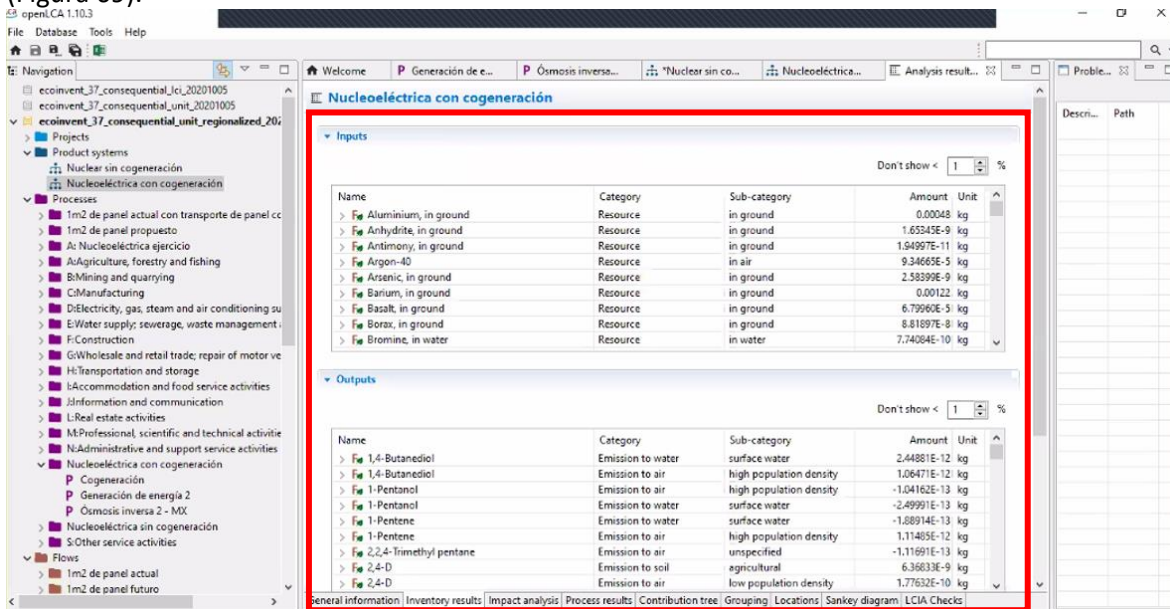 (Figura 65).
openLCA 1.10.3
File Database Tools Help
Navigation
ecoinvent_37_consequential_lci_20201005
ecoinvent_37_consequential_unit_20201005
ecoinvent_37_consequential_unit_regionalized_202
Projects
Product systems
Nuclear sin cogeneración
Nucleoeléctrica con cogeneración
Processes
1m2 de panel actual con transporte de panel cc
1m2 de panel propuesto
A: Nucleoeléctrica ejercicio
A:Agriculture, forestry and fishing
B:Mining and quarrying
C:Manufacturing
D:Electricity, gas, steam and air conditioning su
E:Water supply; sewerage, waste management
F:Construction
G:Wholesale and retail trade; repair of motor ve
H:Transportation and storage
I:Accommodation and food service activities
J:Information and communication
L:Real estate activities
M:Professional, scientific and technical activitie
N:Administrative and support service activities
Nucleoeléctrica con cogeneración
P Cogeneración
P Generación de energía 2
P Ósmosis inversa 2 - MX
Nucleoeléctrica sin cogeneración
S:Other service activities
Flows
1m2 de panel actual
1m2 de panel futuro
Welcome P Generación de e... P Ósmosis inversa... *Nuclear sin co... Nucleoeléctrica... Analysis result...
Nucleoeléctrica con cogeneración
Inputs
Don't show < 1 %
Name Category Sub-category Amount Unit
Aluminium, in ground Resource in ground 0.00048 kg
Anhydrite, in ground Resource in ground 1.65345E-9 kg
Antimony, in ground Resource in ground 1.94997E-11 kg
Argon-40 Resource in air 9.34665E-5 kg
Arsenic, in ground Resource in ground 2.58399E-9 kg
Barium, in ground Resource in ground 0.00122 kg
Basalt, in ground Resource in ground 6.79960E-5 kg
Borax, in ground Resource in ground 8.81897E-8 kg
Bromine, in water Resource in water 7.74084E-10 kg
Outputs
Don't show < 1 %
Name Category Sub-category Amount Unit
1,4-Butanediol Emission to water surface water 2.44881E-12 kg
1,4-Butanediol Emission to air high population density 1.06471E-12 kg
1-Pentanol Emission to air high population density -1.04162E-13 kg
1-Pentanol Emission to water surface water -2.49991E-13 kg
1-Pentene Emission to water surface water -1.88914E-13 kg
1-Pentene Emission to air high population density 1.11485E-12 kg
2,2,4-Trimethyl pentane Emission to air unspecified -1.11691E-13 kg
2,4-D Emission to soil agricultural 6.36833E-9 kg
2,4-D Emission to air low population density 1.77632E-10 kg
General information Inventory results Impact analysis Process results Contribution tree Grouping Locations Sankey diagram LCIA Checks
Proble...
Descri... Path